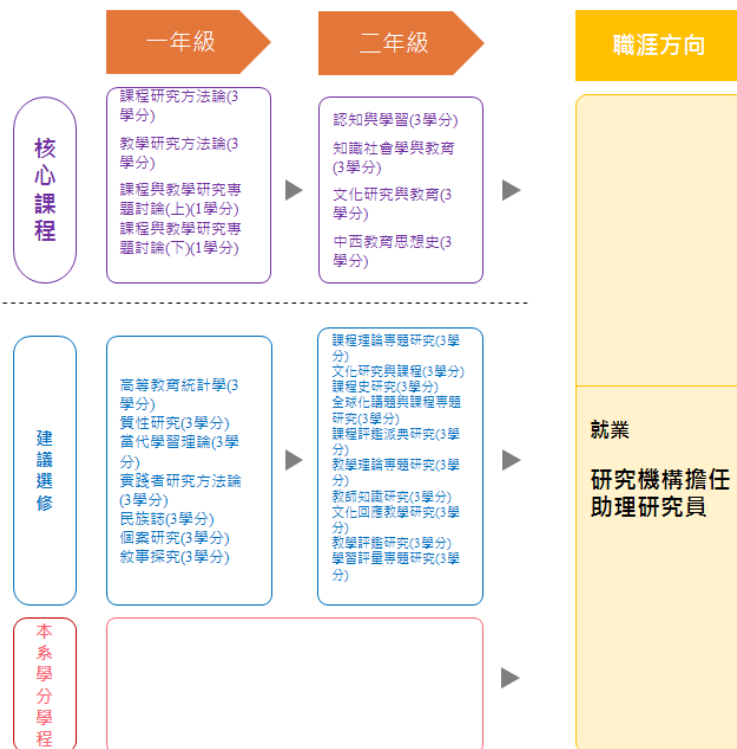 一年級
二年級
職涯方向
核
心
課
程
課程研究方法論(3
學分)
教學研究方法論(3
學分)
課程與教學研究專
題討論(上)(1學分)
課程與教學研究專
題討論(下)(1學分)
認知與學習(3學分)
知識社會學與教育
(3學分)
文化研究與教育(3
學分)
中西教育思想史(3
學分)
建
議
選
修
高等教育統計學(3
學分)
質性研究(3學分)
當代學習理論(3學
分)
實踐者研究方法論
(3學分)
民族誌(3學分)
個案研究(3學分)
敘事探究(3學分)
課程理論專題研究(3學
分)
文化研究與課程(3學分)
課程史研究(3學分)
全球化議題與課程專題
研究(3學分)
課程評鑑派典研究(3學
分)
教學理論專題研究(3學
分)
教師知識研究(3學分)
文化回應教學研究(3學
分)
教學評鑑研究(3學分)
學習評量專題研究(3學
分)
就業
研究機構擔任
助理研究員
本
系
學
分
學
程